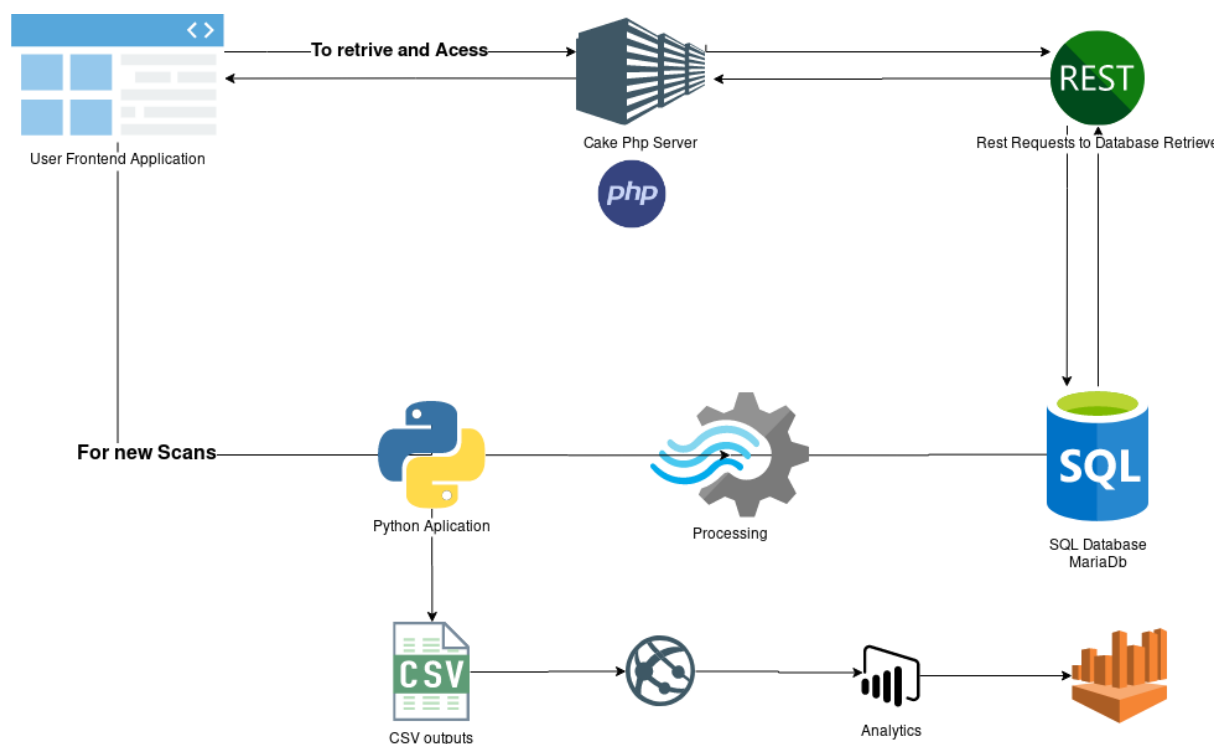 To retrive and Acess
REST
User Frontend Application
Cake Php Server
Rest Requests to Database Retrieve
php
For new Scans
SQL
Python Aplication
Processing
SQL Database
MariaDb
CSV
CSV outputs
Analytics